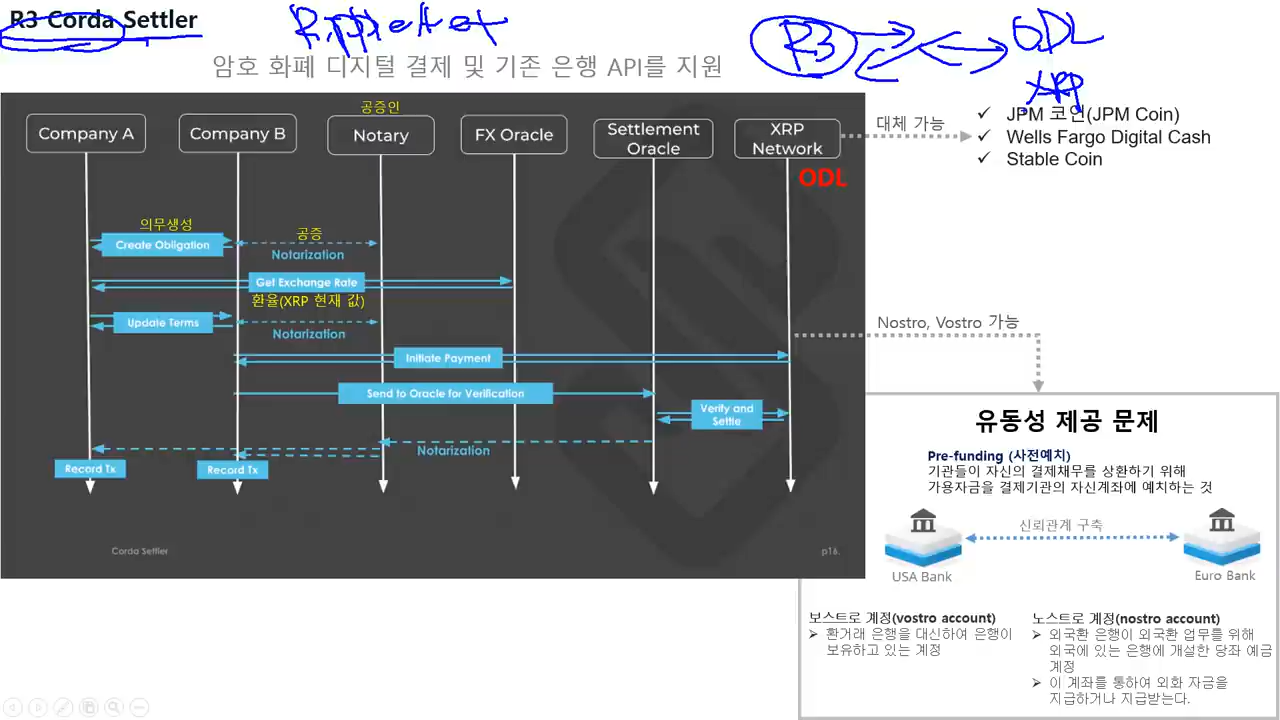 R3 Corda Settler
RippleNet
R3
ODL
XRP
암호 화폐 디지털 결제 및 기존 은행 API를 지원
공증인
Company A
Company B
Notary
FX Oracle
Settlement
Oracle
XRP
Network
ODL
대체 가능
✓ JPM 코인(JPM Coin)
✓ Wells Fargo Digital Cash
✓ Stable Coin
의무생성
Create Obligation
공증
Notarization
Get Exchange Rate
환율(XRP 현재 값)
Update Terms
Notarization
Initiate Payment
Send to Oracle for Verification
Verify and
Settle
Notarization
Record Tx
Record Tx
Corda Settler
p16.
Nostro, Vostro 가능
유동성 제공 문제
Pre-funding (사전예치)
기관들이 자신의 결제채무를 상환하기 위해
가용자금을 결제기관의 자신계좌에 예치하는 것
신뢰관계 구축
USA Bank
Euro Bank
보스트로 계정(vostro account)
➢ 환거래 은행을 대신하여 은행이
보유하고 있는 계정
노스트로 계정(nostro account)
➢ 외국환 은행이 외국환 업무를 위해
외국에 있는 은행에 개설한 당좌 예금
계정
➢ 이 계좌를 통하여 외화 자금을
지급하거나 지급받는다.